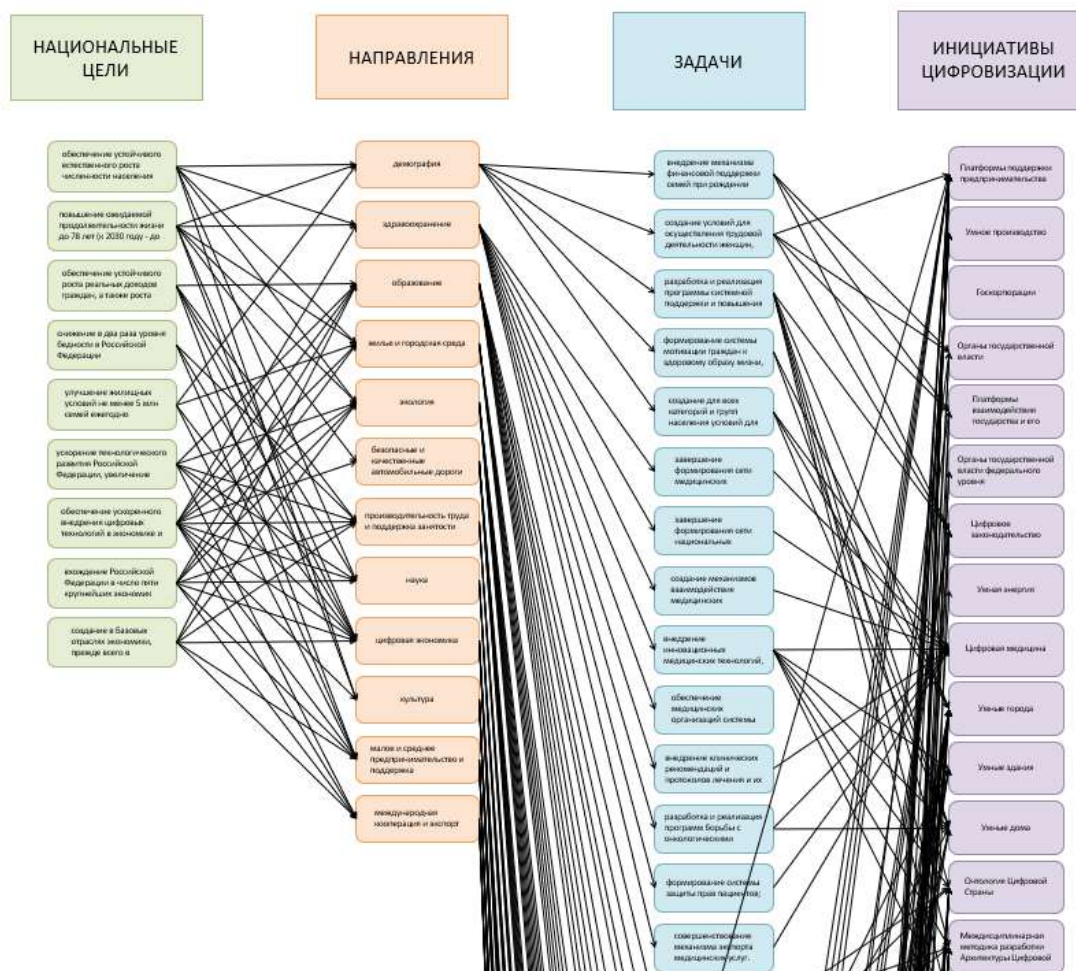 НАЦИОНАЛЬНЫЕ
ЦЕЛИ
НАПРАВЛЕНИЯ
ЗАДАЧИ
ИНИЦИАТИВЫ
ЦИФРОВИЗАЦИИ
обеспечение устойчивого
естественного роста
численности населения
повышение ожидаемой
продолжительности жизни
до 78 лет (к 2030 году - до
обеспечение устойчивого
роста реальных доходов
граждан, а также роста
снижение в два раза уровня
бедности в Российской
Федерации
улучшение жилищных
условий не менее 5 млн
семей ежегодно
ускорение технологического
развития Российской
Федерации, увеличение
обеспечение ускоренного
внедрения цифровых
технологий в экономике и
вхождение Российской
Федерации в число пяти
крупнейших экономик
создание в базовых
отраслях экономики,
прежде всего в
демография
здравоохранение
образование
жилье и городская среда
экология
безопасные и
качественные
автомобильные дороги
производительность труда
и поддержка занятости
наука
цифровая экономика
культура
малое и среднее
предпринимательство и
поддержка
международная
кооперация и экспорт
внедрение механизма
финансовой поддержки
семей при рождении
создание условий для
осуществления трудовой
деятельности женщин,
разработка и реализация
программы системной
поддержки и повышения
формирование системы
мотивации граждан к
здоровому образу жизни,
создание для всех
категорий и групп
населения условий для
завершение
формирования сети
медицинских
завершение
формирования сети
национальных
создание механизмов
взаимодействия
медицинских
внедрение
инновационных
медицинских технологий,
обеспечение
медицинских
организаций системы
внедрение клинических
рекомендаций и
протоколов лечения и их
разработка и реализация
программ борьбы с
онкологическими
формирование системы
защиты прав пациентов;
совершенствование
механизма экспорта
медицинских услуг.
Платформы поддержки
предпринимательства
Умное производство
Госкорпорации
Органы государственной
власти
Платформы
взаимодействия
государства и его
Органы государственной
власти федерального
уровня
Цифровое
законодательство
Умная энергия
Цифровая медицина
Умные города
Умные здания
Умные дома
Онтология Цифровой
Страны
Междисциплинарная
методика разработки
Архитектуры Цифровой